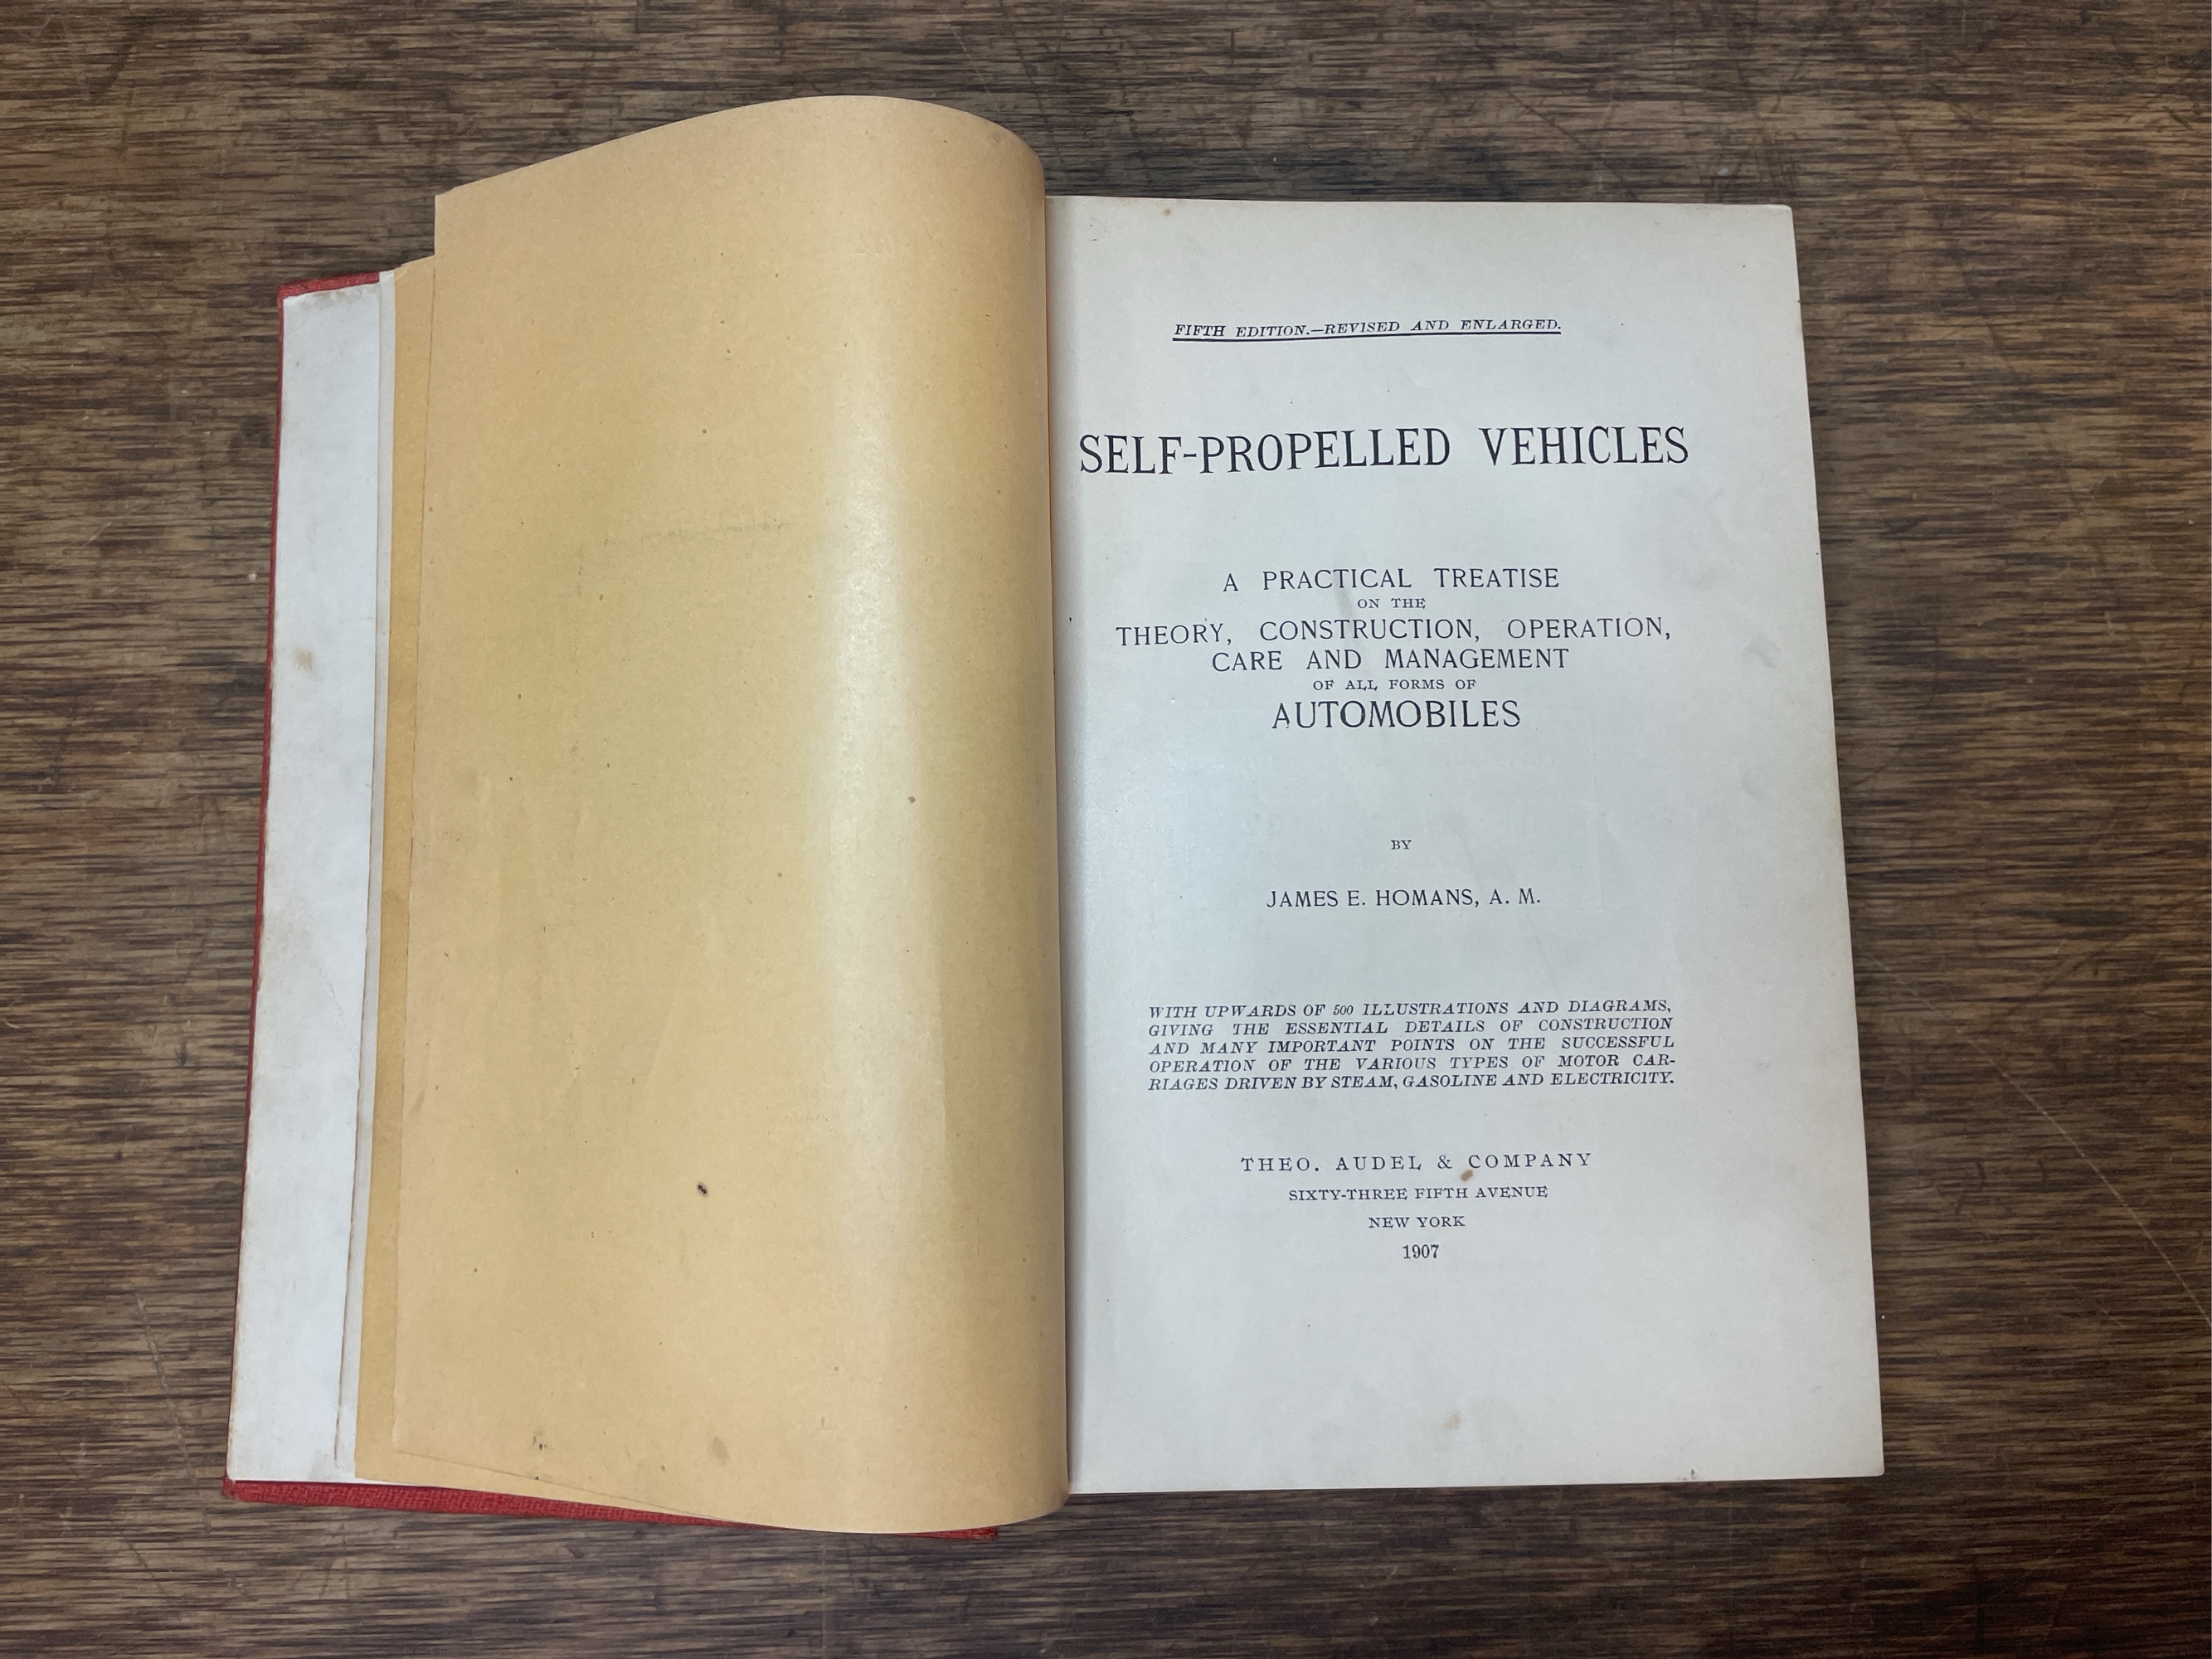 FIFTH EDITION.—REVISED AND ENLARGED.
SELF-PROPELLED VEHICLES
A PRACTICAL TREATISE
ON THE
THEORY, CONSTRUCTION, OPERATION,
CARE AND MANAGEMENT
OF ALL FORMS OF
AUTOMOBILES
BY
JAMES E. HOMANS, A. M.
WITH UPWARDS OF 500 ILLUSTRATIONS AND DIAGRAMS,
GIVING THE ESSENTIAL DETAILS OF CONSTRUCTION
AND MANY IMPORTANT POINTS ON THE SUCCESSFUL
OPERATION OF THE VARIOUS TYPES OF MOTOR CAR-
RIAGES DRIVEN BY STEAM, GASOLINE AND ELECTRICITY.
THEO. AUDEL & COMPANY
SIXTY-THREE FIFTH AVENUE
NEW YORK
1907